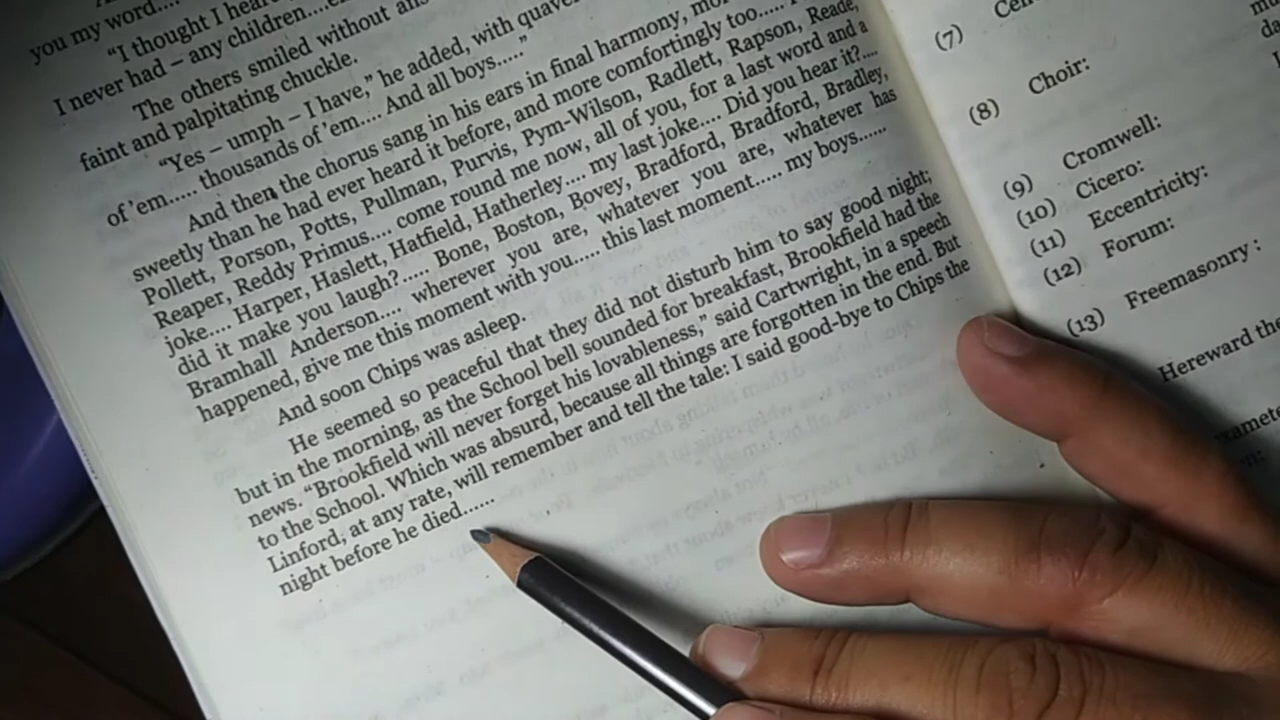 you my word....
"I thought I hear
I never had – any children....e
The others smiled without an
faint and palpitating chuckle.
"Yes – umph – I have," he added, with quaver
of 'em..... thousands of 'em.... And all boys....."
And then the chorus sang in his ears in final harmony, mo
sweetly than he had ever heard it before, and more comfortingly too.....
Pollett, Porson, Potts, Pullman, Purvis, Pym-Wilson, Radlett, Rapson, Reade,
Reaper, Reddy Primus.... come round me now, all of you, for a last word and a
joke.... Harper, Haslett, Hatfield, Hatherley.... my last joke.... Did you hear it?....
did it make you laugh?..... Bone, Boston, Bovey, Bradford, Bradford, Bradley,
Bramhall Anderson.... wherever you are, whatever you are, whatever has
happened, give me this moment with you..... this last moment..... my boys......
And soon Chips was asleep.
He seemed so peaceful that they did not disturb him to say good night;
but in the morning, as the School bell sounded for breakfast, Brookfield had the
news. "Brookfield will never forget his lovableness," said Cartwright, in a speech
to the School. Which was absurd, because all things are forgotten in the end. But
Linford, at any rate, will remember and tell the tale: I said good-bye to Chips the
night before he died......
(7)
(8) Choir:
(9) Cromwell:
(10) Cicero:
(11) Eccentricity:
(12) Forum:
(13) Freemasonry :
Hereward the